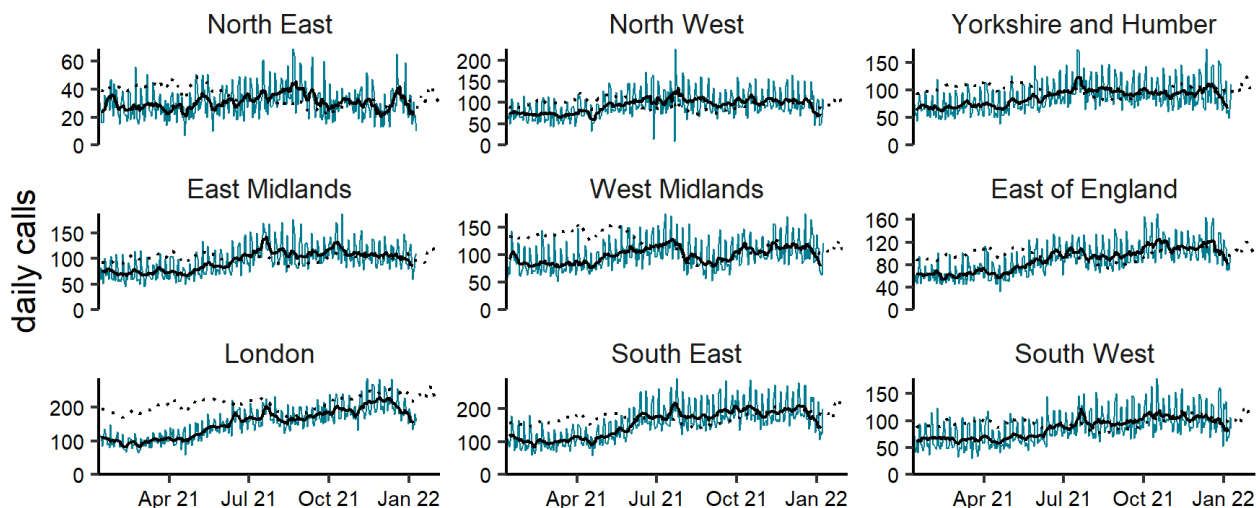 North East
North West
Yorkshire and Humber
60
40
20
0
200
150
100
50
0
150
100
50
0
East Midlands
West Midlands
East of England
150
100
50
0
150
100
50
0
160
120
80
40
0
daily calls
London
South East
South West
200
100
0
200
100
0
150
100
50
0
Apr 21 Jul 21 Oct 21 Jan 22
Apr 21 Jul 21 Oct 21 Jan 22
Apr 21 Jul 21 Oct 21 Jan 22